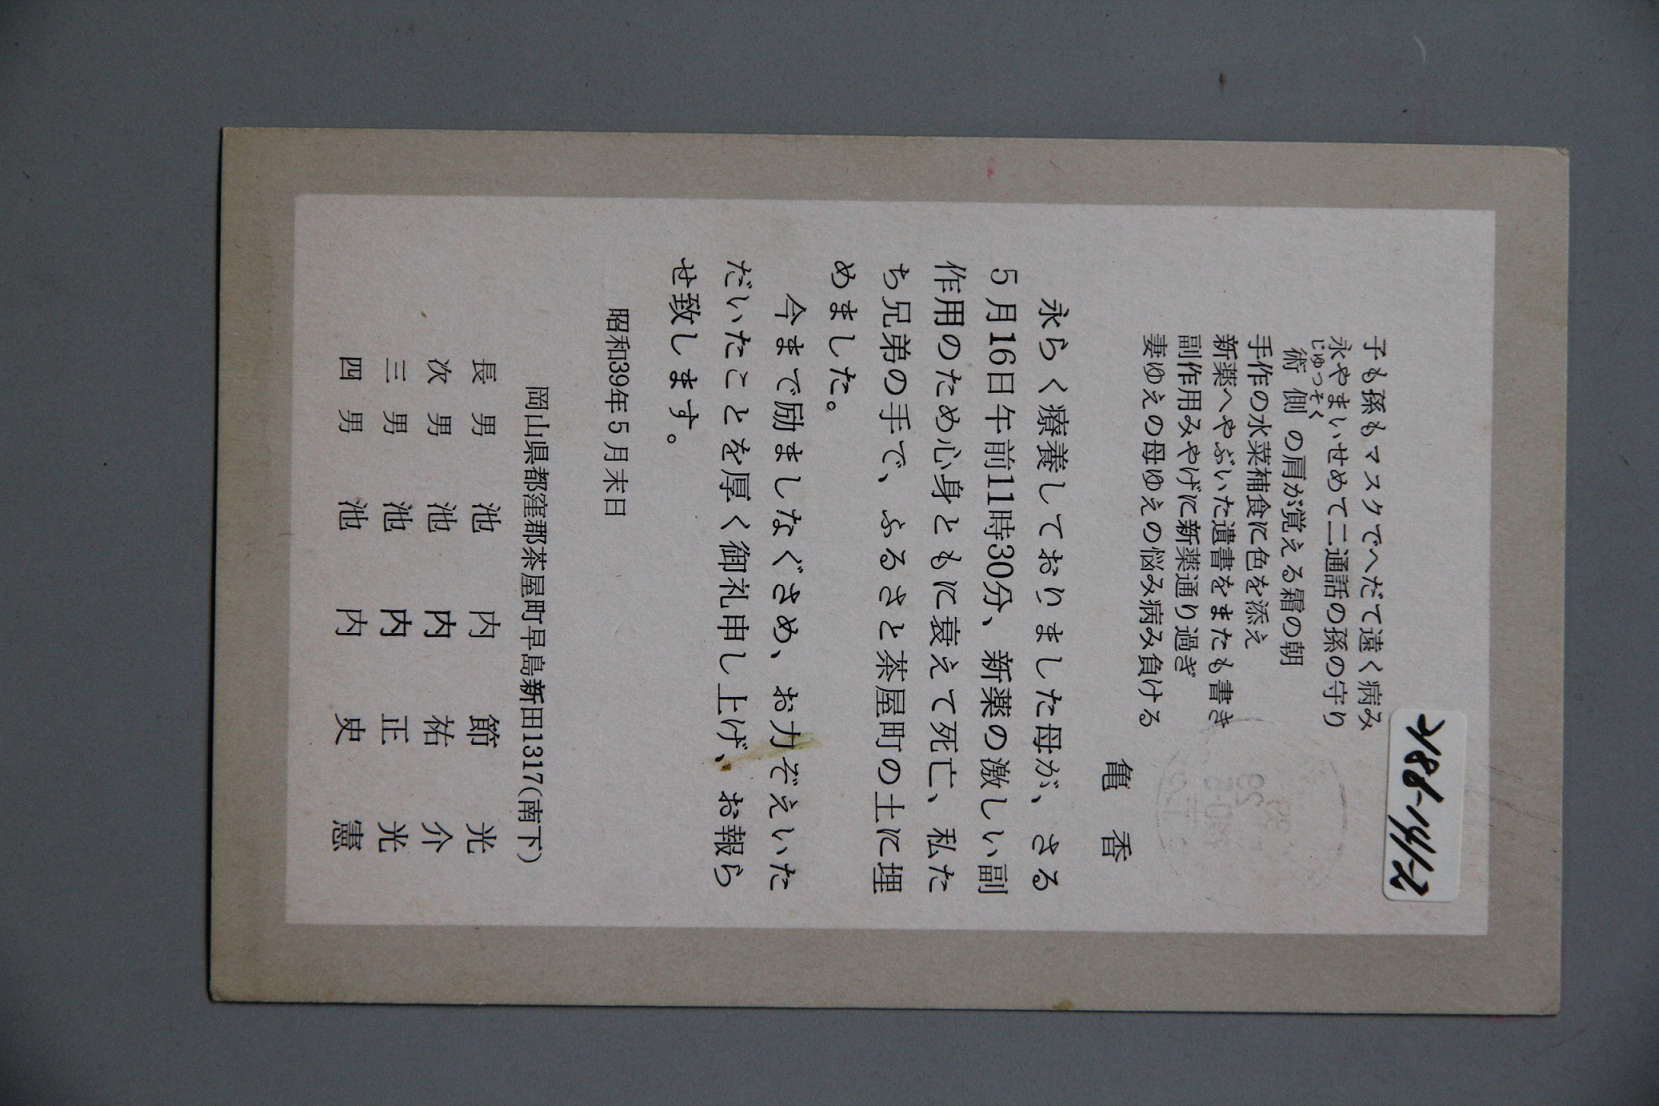 子も孫もマスクでへだて遠く病み
永やまいせめて二通話の孫の守り
じゅっそく
術側の肩が覚える霜の朝
手作の水菜補食に色を添え
新薬へやぶいた遺書をまたも書き
副作用みやげに新薬通り過ぎ
妻ゆえの母ゆえの悩み病み負ける
亀香
永らく療養しておりました母が、さる
5月16日午前11時30分、新薬の激しい副
作用のため心身ともに衰えて死亡、私た
ち兄弟の手で、ふるさと茶屋町の土に埋
めました。
今まで励ましなぐさめ、お力ぞえいた
だいたことを厚く御礼申し上げ、お報ら
せ致します。
昭和39年5月末日
岡山県都窪郡茶屋町早島新田1317(南下)
長男 池内節光
次男 池内祐介
三男 池内正光
四男 池内史憲